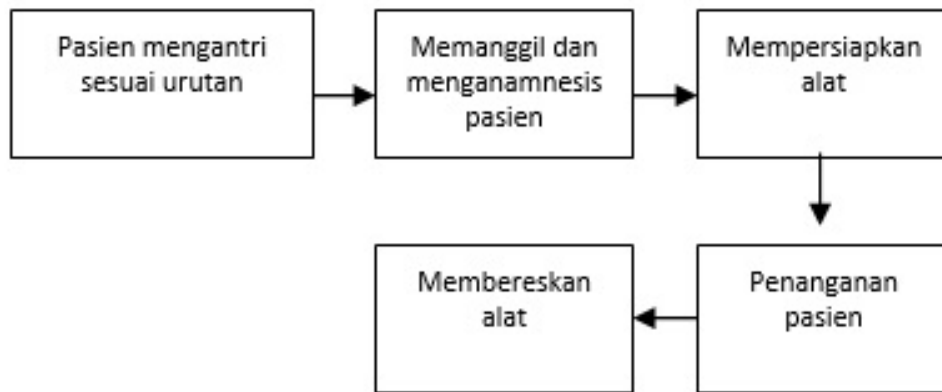 Pasien mengantri
sesuai urutan
Memanggil dan
menganamnesis
pasien
Mempersiapkan
alat
Penanganan
pasien
Membereskan
alat